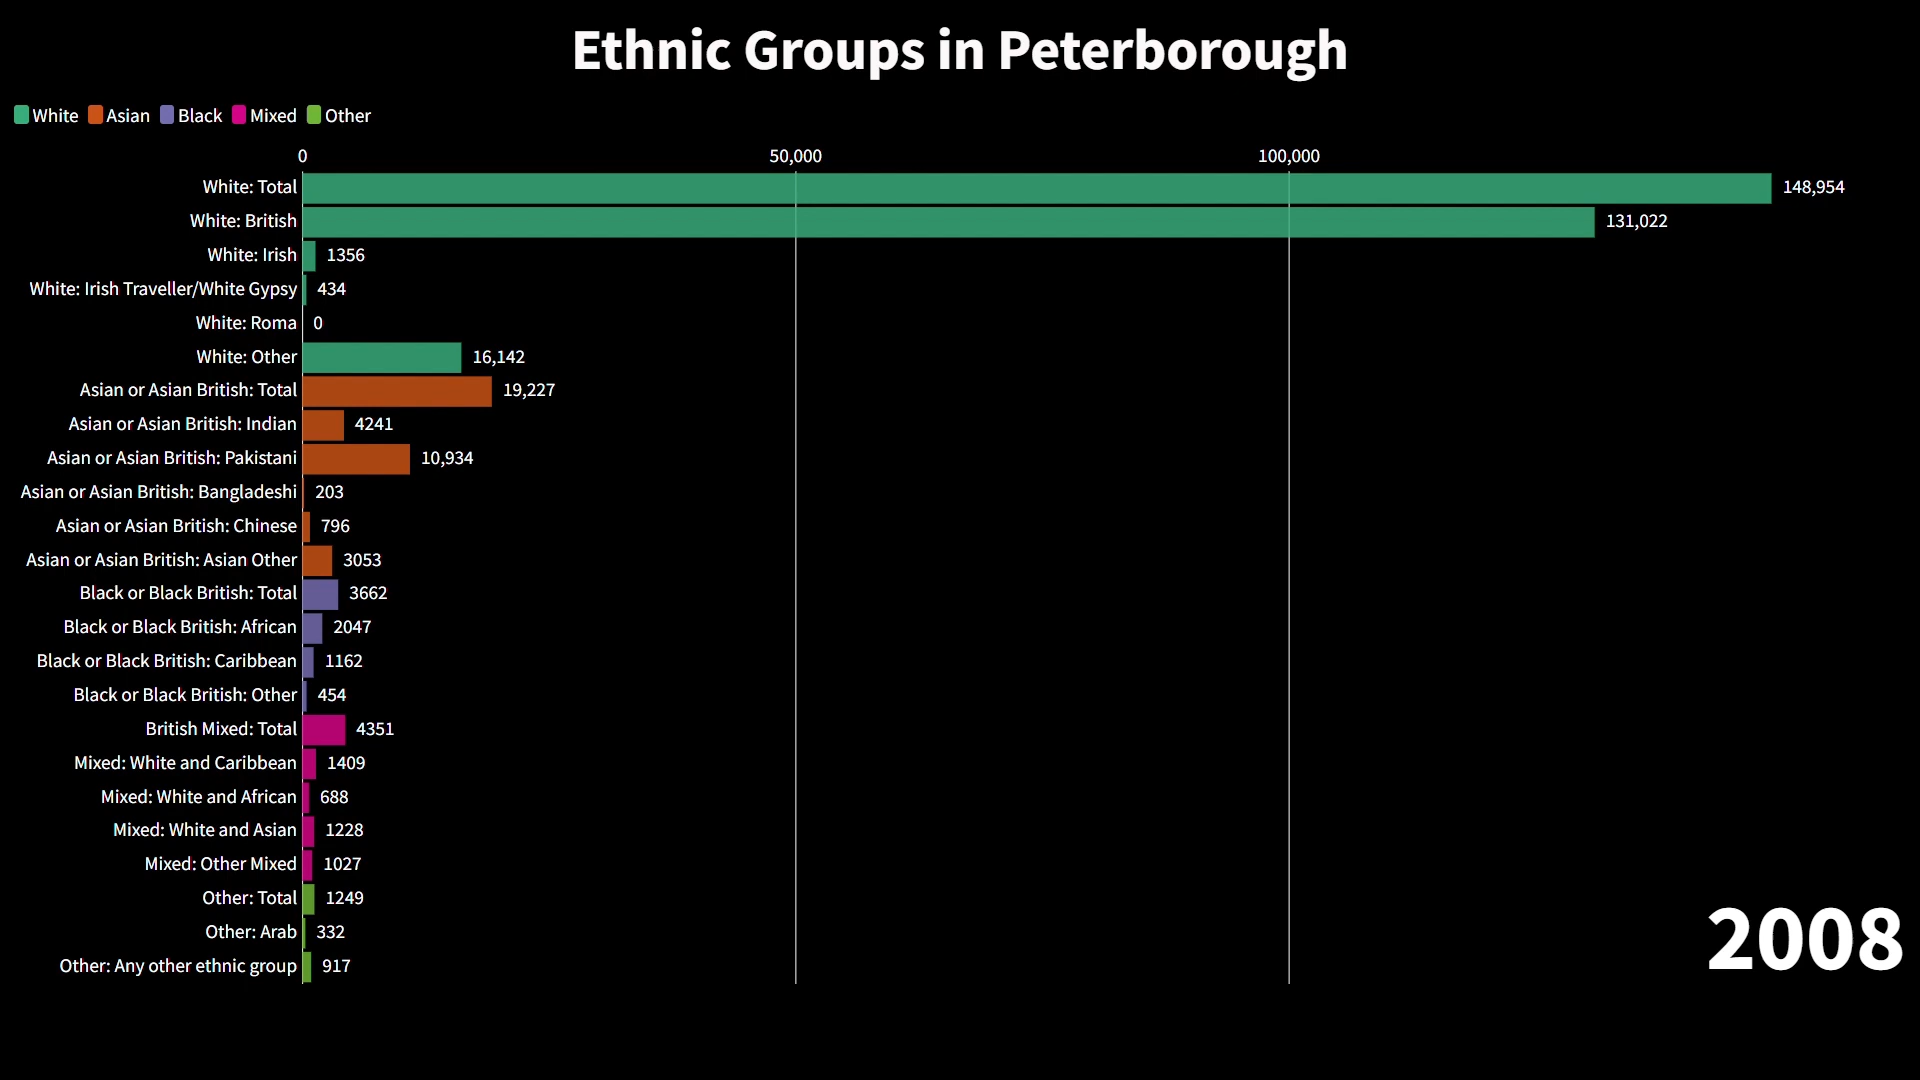 Ethnic Groups in Peterborough
White Asian Black Mixed Other
0 50,000 100,000
White: Total 148,954
White: British 131,022
White: Irish 1356
White: Irish Traveller/White Gypsy 434
White: Roma 0
White: Other 16,142
Asian or Asian British: Total 19,227
Asian or Asian British: Indian 4241
Asian or Asian British: Pakistani 10,934
Asian or Asian British: Bangladeshi 203
Asian or Asian British: Chinese 796
Asian or Asian British: Asian Other 3053
Black or Black British: Total 3662
Black or Black British: African 2047
Black or Black British: Caribbean 1162
Black or Black British: Other 454
British Mixed: Total 4351
Mixed: White and Caribbean 1409
Mixed: White and African 688
Mixed: White and Asian 1228
Mixed: Other Mixed 1027
Other: Total 1249
Other: Arab 332
Other: Any other ethnic group 917
2008